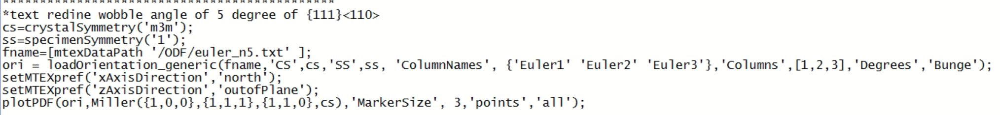 **********************************************
*text redine wobble angle of 5 degree of {111}<110>
cs=crystalSymmetry('m3m');
ss=specimenSymmetry('1');
fname=[mtexDataPath '/ODF/euler_n5.txt' ];
ori = loadOrientation_generic(fname,'CS',cs,'SS',ss, 'ColumnNames', {'Euler1' 'Euler2' 'Euler3'},'Columns',[1,2,3],'Degrees','Bunge');
setMTEXpref('xAxisDirection','north');
setMTEXpref('zAxisDirection','outofPlane');
plotPDF(ori,Miller({1,0,0},{1,1,1},{1,1,0},cs),'MarkerSize', 3,'points','all');